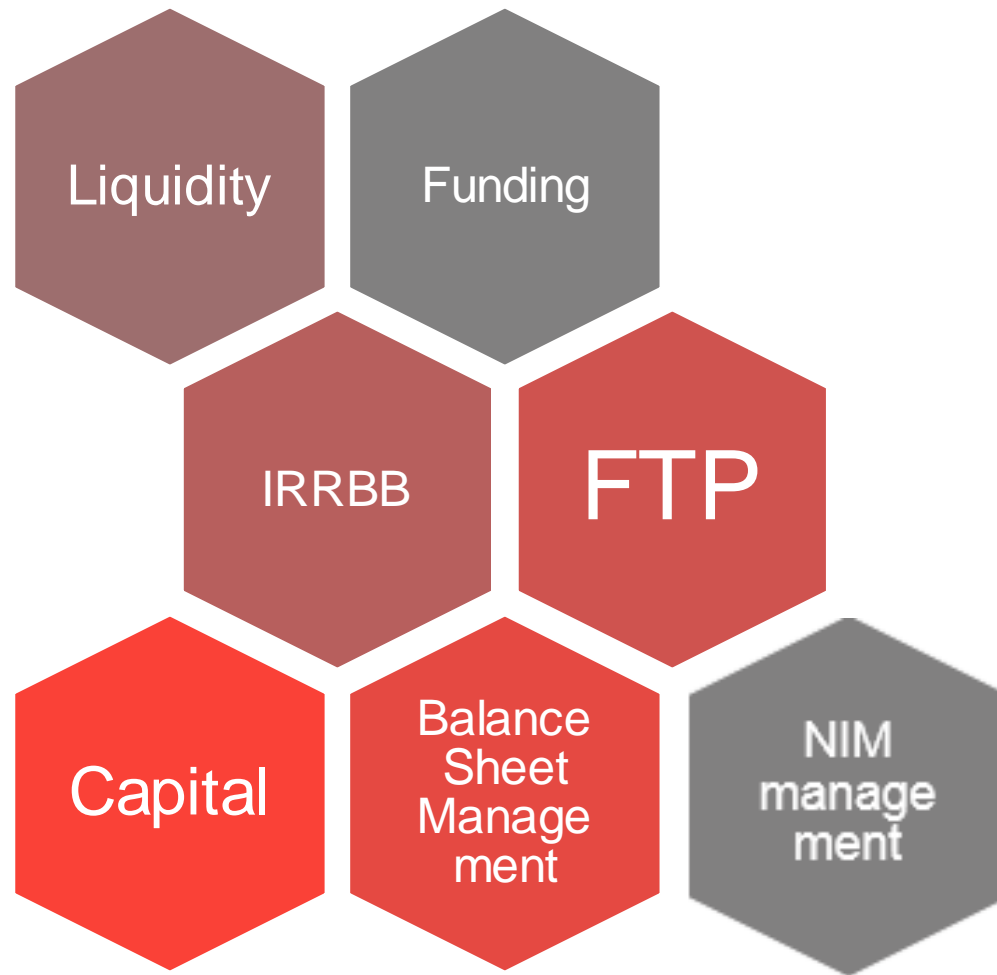 Liquidity
Funding
IRRBB
FTP
Capital
Balance
Sheet
Manage
ment
NIM
manage
ment